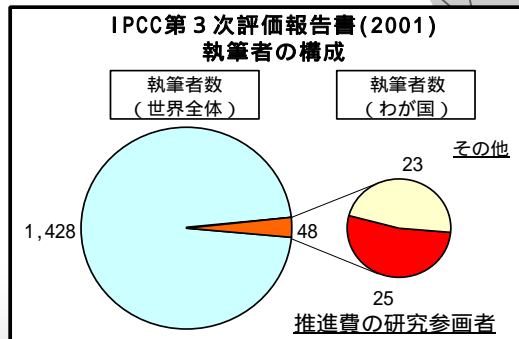 IPCC第３次評価報告書(2001)
執筆者の構成
執筆者数
（世界全体）
執筆者数
（わが国）
その他
23
1,428
48
25
推進費の研究参画者